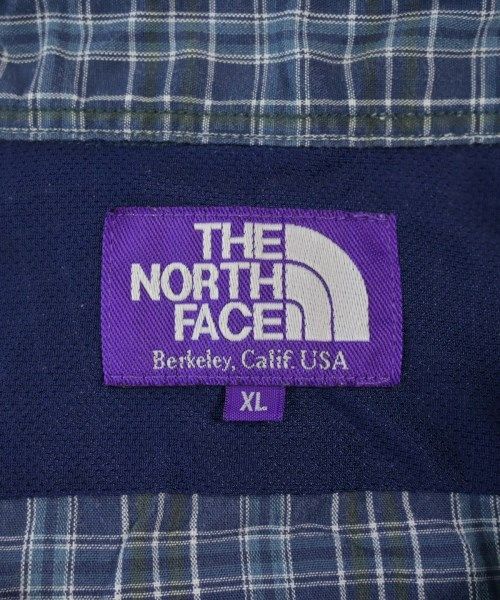 THE
NORTH
FACE
Berkeley, Calif. USA
XL